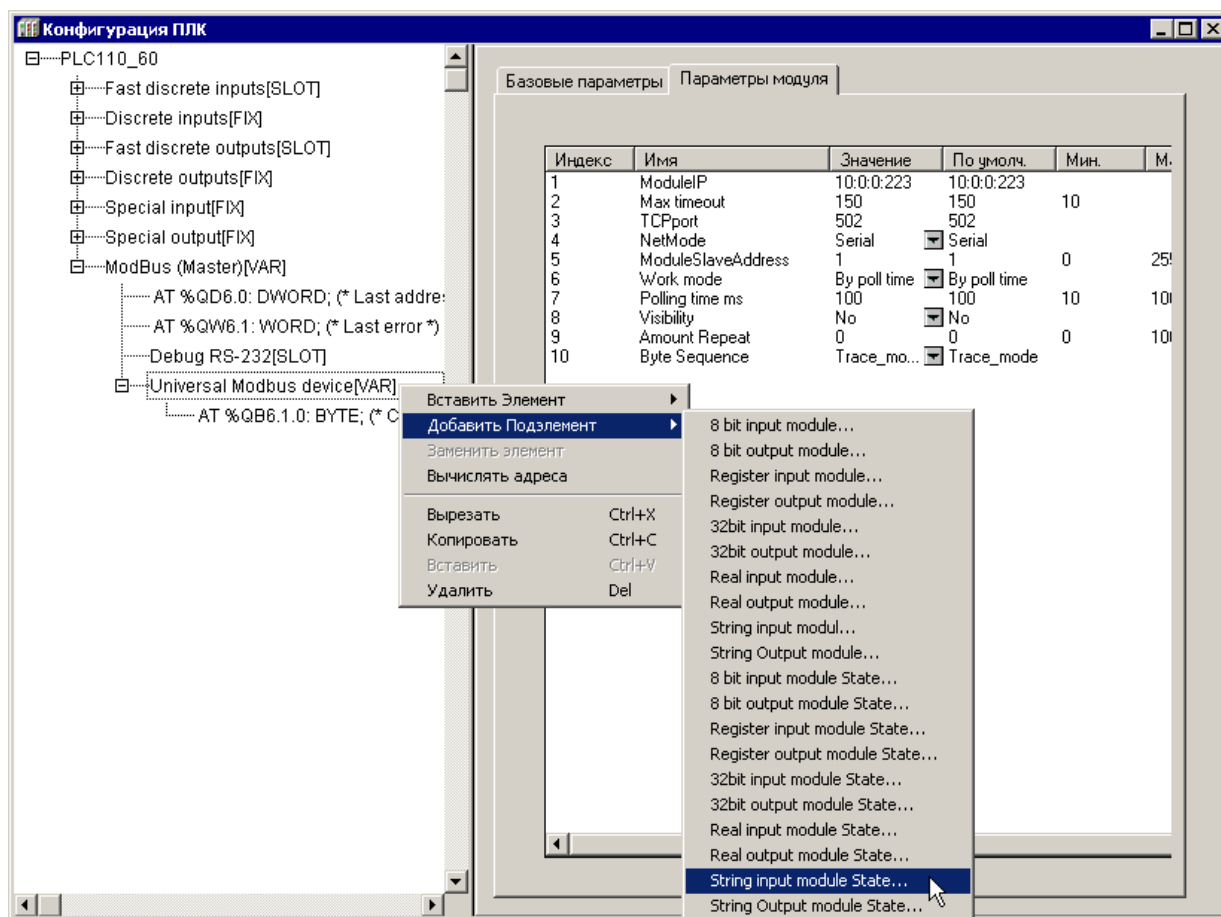 Конфигурация ПЛК
PLC110_60
Fast discrete inputs[SLOT]
Discrete inputs[FIX]
Fast discrete outputs[SLOT]
Discrete outputs[FIX]
Special input[FIX]
Special output[FIX]
ModBus (Master)[VAR]
AT %QD6.0: DWORD; (* Last addre
AT %QW6.1: WORD; (* Last error *)
Debug RS-232[SLOT]
Universal Modbus device[VAR]
AT %QB6.1.0: BYTE; (* C
Базовые параметры Параметры модуля
Индекс Имя Значение По умолч. Мин.
1 ModuleIP 10:0:0:223 10:0:0:223
2 Max timeout 150 150 10
3 TCPport 502 502
4 NetMode Serial Serial
5 ModuleSlaveAddress 1 1 0
6 Work mode By poll time By poll time
7 Polling time ms 100 100 10
8 Visibility No No
9 Amount Repeat 0 0 0
10 Byte Sequence Trace_mo... Trace_mode
Вставить Элемент
Добавить Подэлемент
Заменить элемент
Вычислять адреса
Вырезать Ctrl+X
Копировать Ctrl+C
Вставить Ctrl+V
Удалить Del
8 bit input module...
8 bit output module...
Register input module...
Register output module...
32bit input module...
32bit output module...
Real input module...
Real output module...
String input modul...
String Output module...
8 bit input module State...
8 bit output module State...
Register input module State...
Register output module State...
32bit input module State...
32bit output module State...
Real input module State...
Real output module State...
String input module State...
String Output module State...